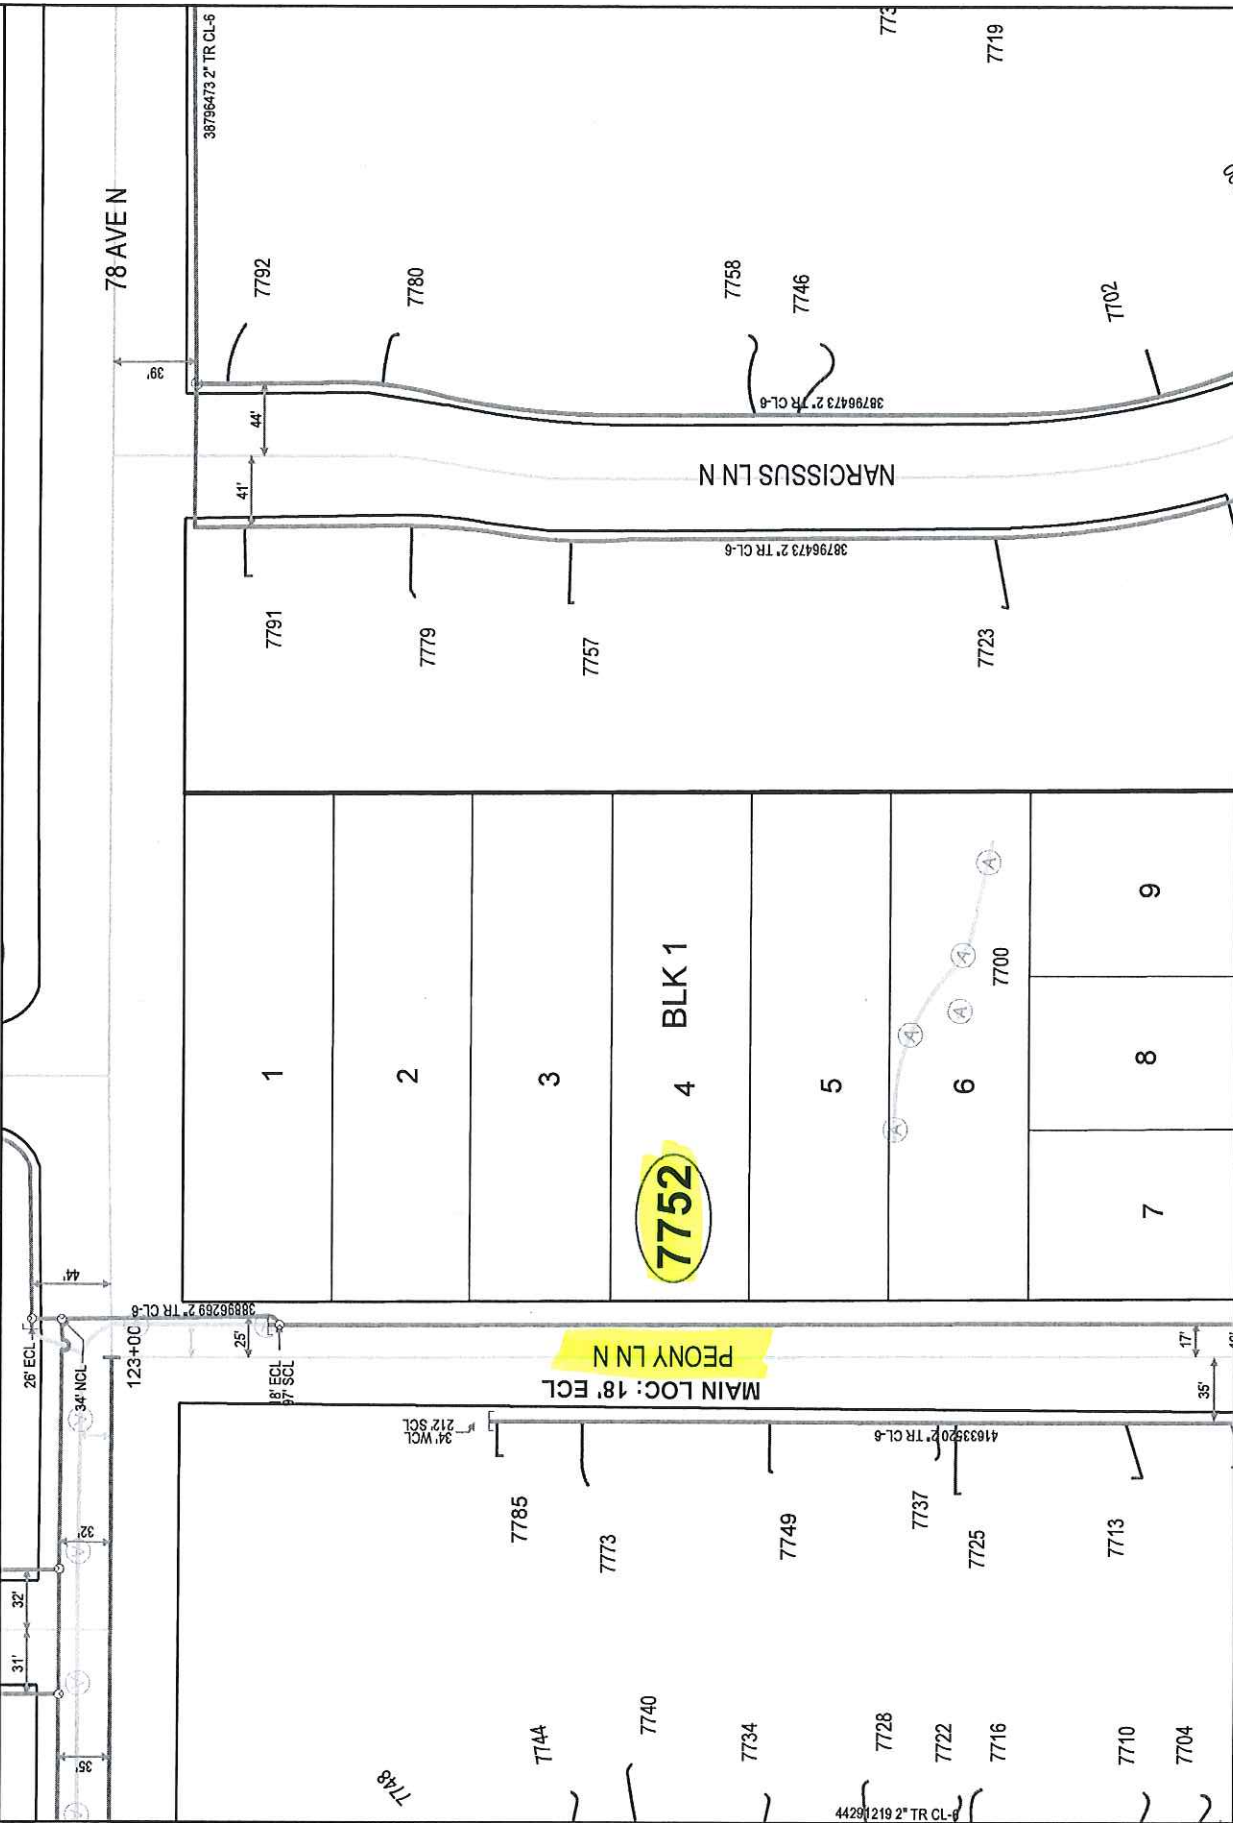 38796473 2" TR CL-6
773
7719
78 AVE N
7792
7780
7758
7746
7702
39'
44'
41'
38796473 2" TR CL-6
NARCISSUS LN N
38796473 2" TR CL-6
7791
7779
7757
7723
1
2
3
4
BLK 1
5
6
7700
A
A
A
A
A
7
8
9
7752
44'
38896269 2" TR CL-6
26' ECL
34' NCL
123+00
25'
18' ECL
97' SCL
PEONY LN N
MAIN LOC: 18' ECL
17'
35'
34' WCL
212' SCL
41633520 2" TR CL-6
A
A
A
A
32'
32'
31'
35'
7785
7773
7749
7737
7725
7713
7748
7744
7740
7734
7728
7722
7716
7710
7704
44291219 2" TR CL-6